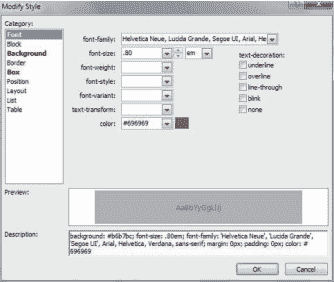 Modify Style
Category:
Font
Block
Background
Border
Box
Position
Layout
List
Table
font-family: Helvetica Neue, Lucida Grande, Segoe UI, Arial, He
font-size: .80 em
font-weight:
font-style:
font-variant:
text-transform:
color: #696969
text-decoration:
underline
overline
line-through
blink
none
Preview:
AaBbYyGgLlJj
Description:
background: #b6b7bc; font-size: .80em; font-family: 'Helvetica Neue', 'Lucida Grande',
'Segoe UI', Arial, Helvetica, Verdana, sans-serif; margin: 0px; padding: 0px; color: #
696969
OK Cancel